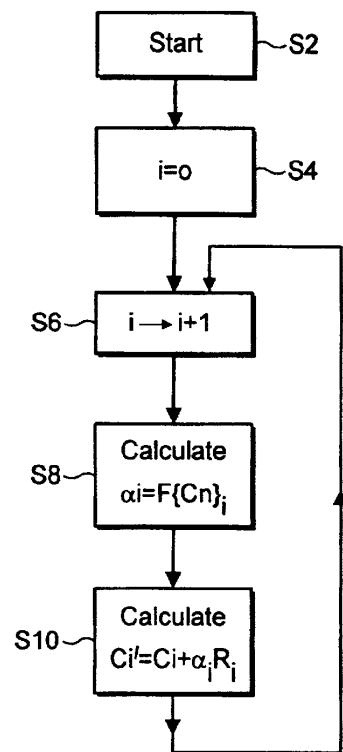 Start
S2
i=o
S4
S6
i → i+1
S8
Calculate
αi=F{Cn}i
S10
Calculate
Ci'=Ci+αiRi